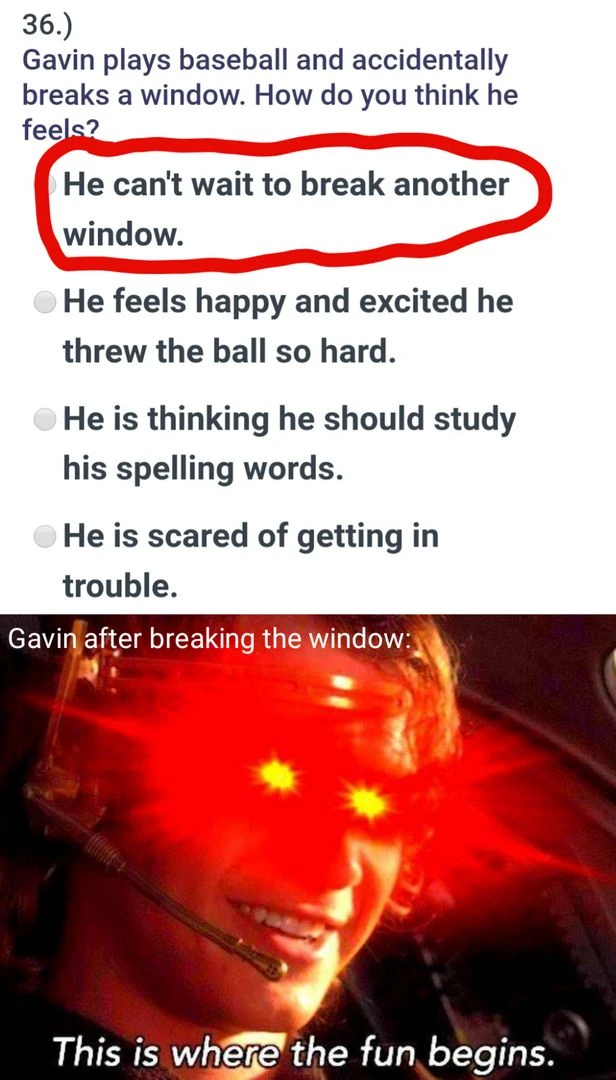 36.)
Gavin plays baseball and accidentally
breaks a window. How do you think he
feels?
He can't wait to break another
window.
He feels happy and excited he
threw the ball so hard.
He is thinking he should study
his spelling words.
He is scared of getting in
trouble.
Gavin after breaking the window:
This is where the fun begins.